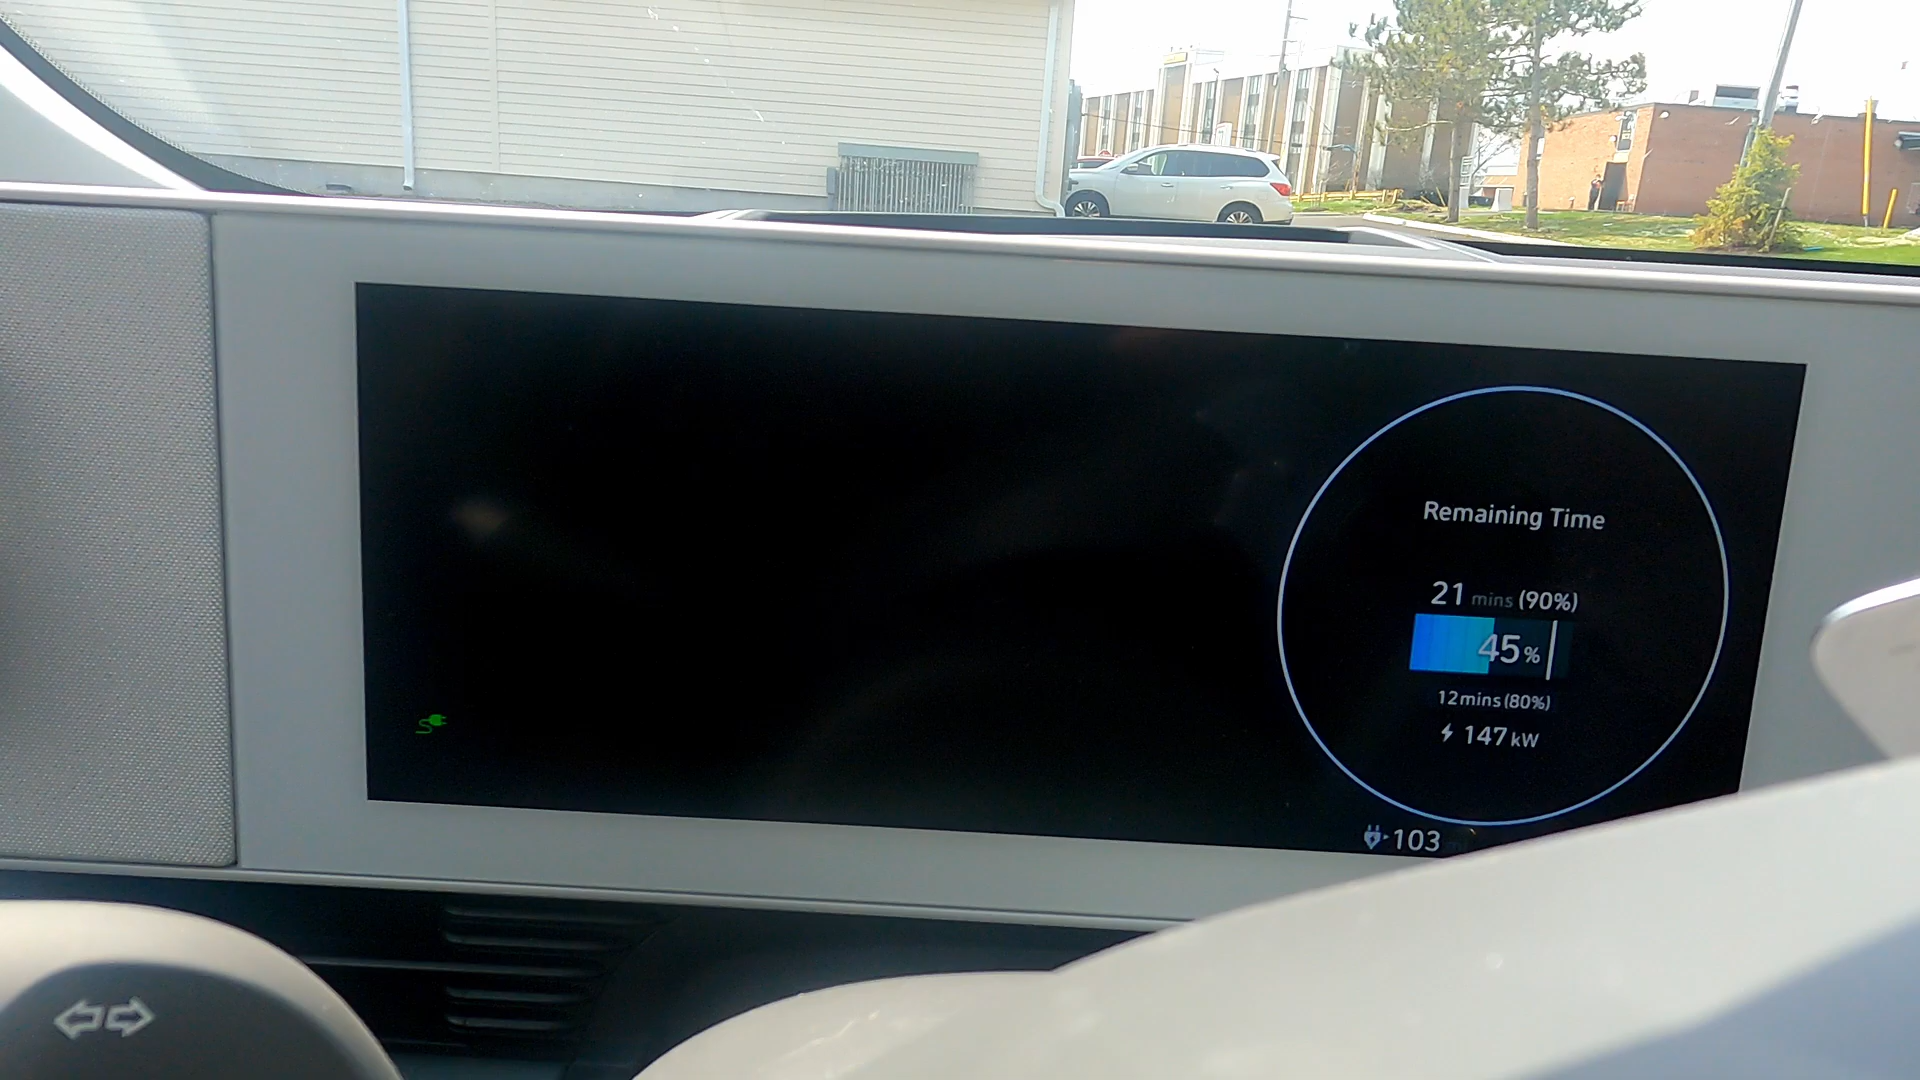 Remaining Time
21 mins (90%)
45%
12mins (80%)
147 kW
103